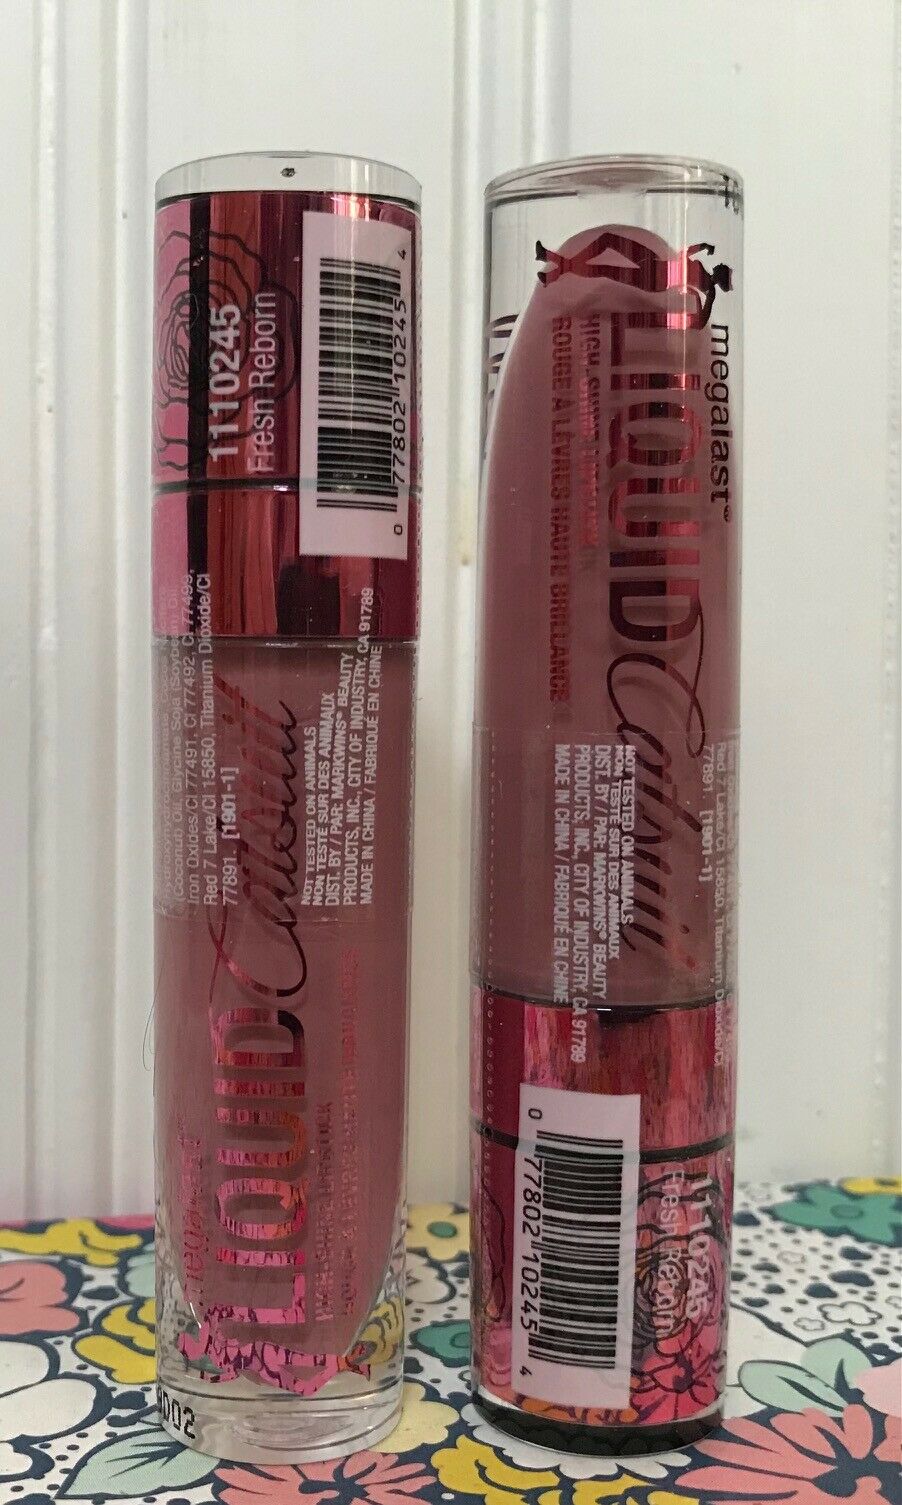 1110245
Fresh Reborn
0 77802 10245 4
Iron Oxides/CI 77491, CI 77492, CI 77499,
Red 7 Lake/CI 15850, Titanium Dioxide/CI
77891. [1901-1]
NOT TESTED ON ANIMALS
NON TESTÉ SUR DES ANIMAUX
DIST. BY / PAR: MARKWINS® BEAUTY
PRODUCTS, INC., CITY OF INDUSTRY, CA 91789
MADE IN CHINA / FABRIQUÉ EN CHINE
LIQUID Catsuit
HIGH-SHINE LIPSTICK
megalast®
LIQUID Catsuit
HIGH-SHINE LIPSTICK
ROUGE À LÈVRES HAUTE BRILLANCE
Red 7 Lake/CI 15850, Titanium Dioxide/CI
77891. [1901-1]
NOT TESTED ON ANIMALS
NON TESTÉ SUR DES ANIMAUX
DIST. BY / PAR: MARKWINS® BEAUTY
PRODUCTS, INC., CITY OF INDUSTRY, CA 91789
MADE IN CHINA / FABRIQUÉ EN CHINE
1110245
Fresh Reborn
0 77802 10245 4